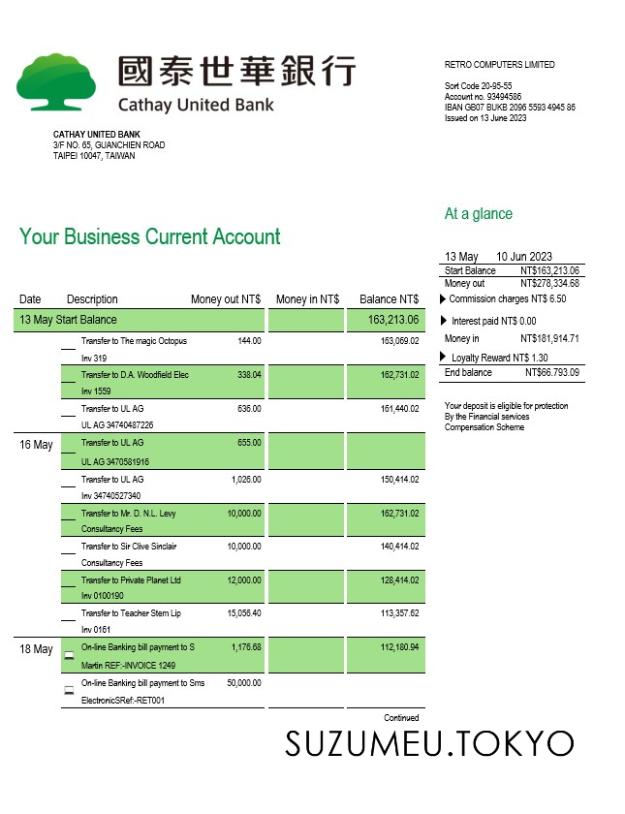 國泰世華銀行
Cathay United Bank
CATHAY UNITED BANK
3/F NO. 65, GUANCHIEN ROAD
TAIPEI 10047, TAIWAN
RETRO COMPUTERS LIMITED
Sort Code 20-95-55
Account no. 93494586
IBAN GB07 BUKB 2096 5593 4945 86
Issued on 13 June 2023
At a glance
13 May 10 Jun 2023
Start Balance NT$163,213.06
Money out NT$278,334.68
Commission charges NT$ 6.50
Interest paid NT$ 0.00
Money in NT$181,914.71
Loyalty Reward NT$ 1.30
End balance NT$66.793.09
Your deposit is eligible for protection
By the Financial services
Compensation Scheme
Your Business Current Account
Date Description Money out NT$ Money in NT$ Balance NT$
13 May Start Balance 163,213.06
Transfer to The magic Octopus 144.00 163,069.02
Inv 319
Transfer to D.A. Woodfield Elec 338.04 162,731.02
Inv 1559
Transfer to UL AG 636.00 161,440.02
UL AG 34740487226
16 May Transfer to UL AG 655.00
UL AG 3470581916
Transfer to UL AG 1,026.00 150,414.02
Inv 34740527340
Transfer to Mr. D. N.L. Levy 10,000.00 162,731.02
Consultancy Fees
Transfer to Sir Clive Sinclair 10,000.00 140,414.02
Consultancy Fees
Transfer to Private Planet Ltd 12,000.00 128,414.02
Inv 0100190
Transfer to Teacher Stem Lip 15,056.40 113,357.62
Inv 0161
18 May On-line Banking bill payment to S 1,176.68 112,180.94
Martin REF:-INVOICE 1249
On-line Banking bill payment to Sms 50,000.00
ElectronicSRef:-RET001
Continued
SUZUMEU.TOKYO